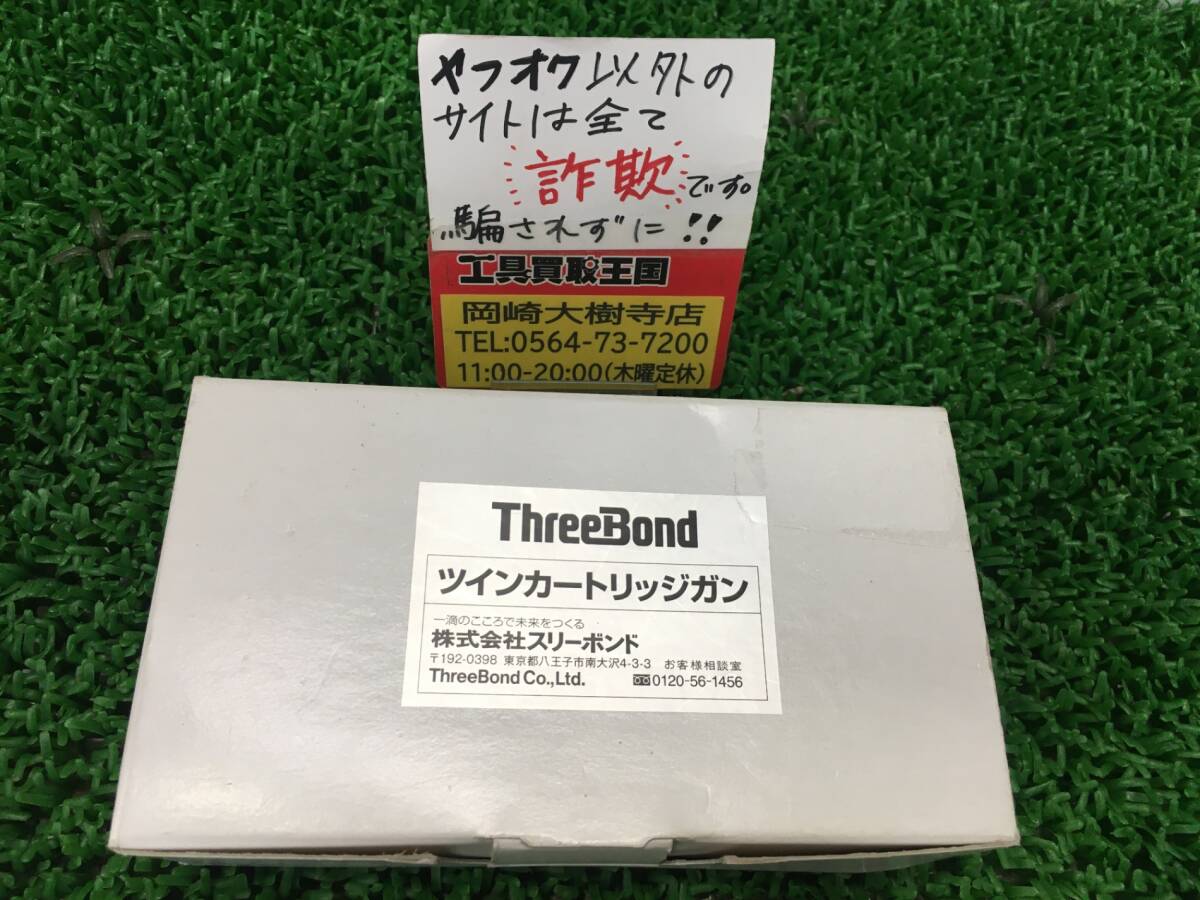 ヤフオク以外の
サイトは全て
詐欺です。
騙されずに!!
工具買取王国
岡崎大樹寺店
TEL:0564-73-7200
11:00-20:00(木曜定休)
ThreeBond
ツインカートリッジガン
一滴のこころで未来をつくる
株式会社スリーボンド
〒192-0398 東京都八王子市南大沢4-3-3 お客様相談室
ThreeBond Co.,Ltd. 0120-56-1456